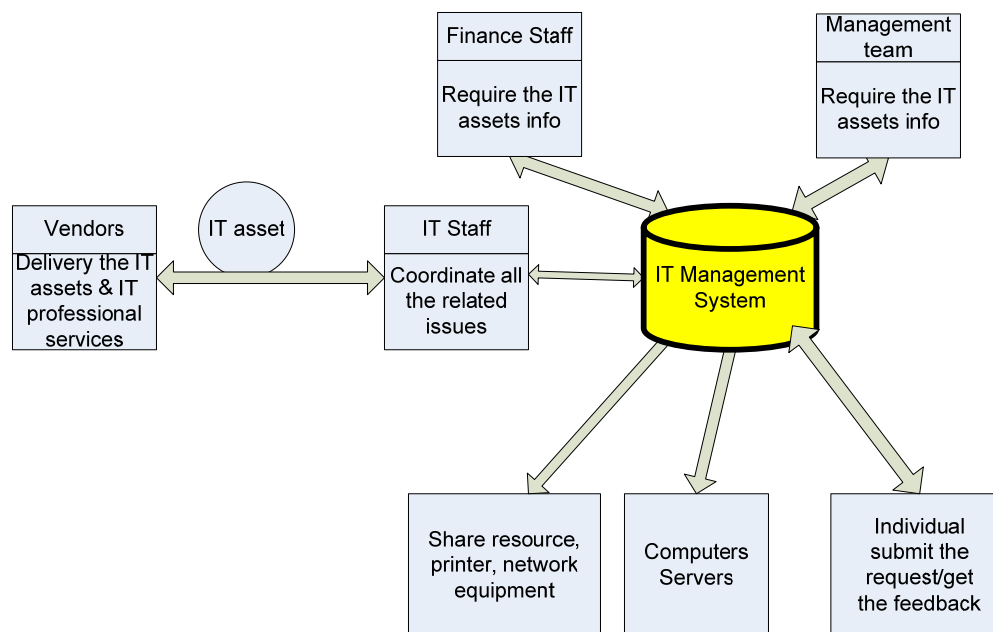 Finance Staff
Require the IT
assets info
Management
team
Require the IT
assets info
Vendors
Delivery the IT
assets & IT
professional
services
IT asset
IT Staff
Coordinate all
the related
issues
IT Management
System
Share resource,
printer, network
equipment
Computers
Servers
Individual
submit the
request/get
the feedback